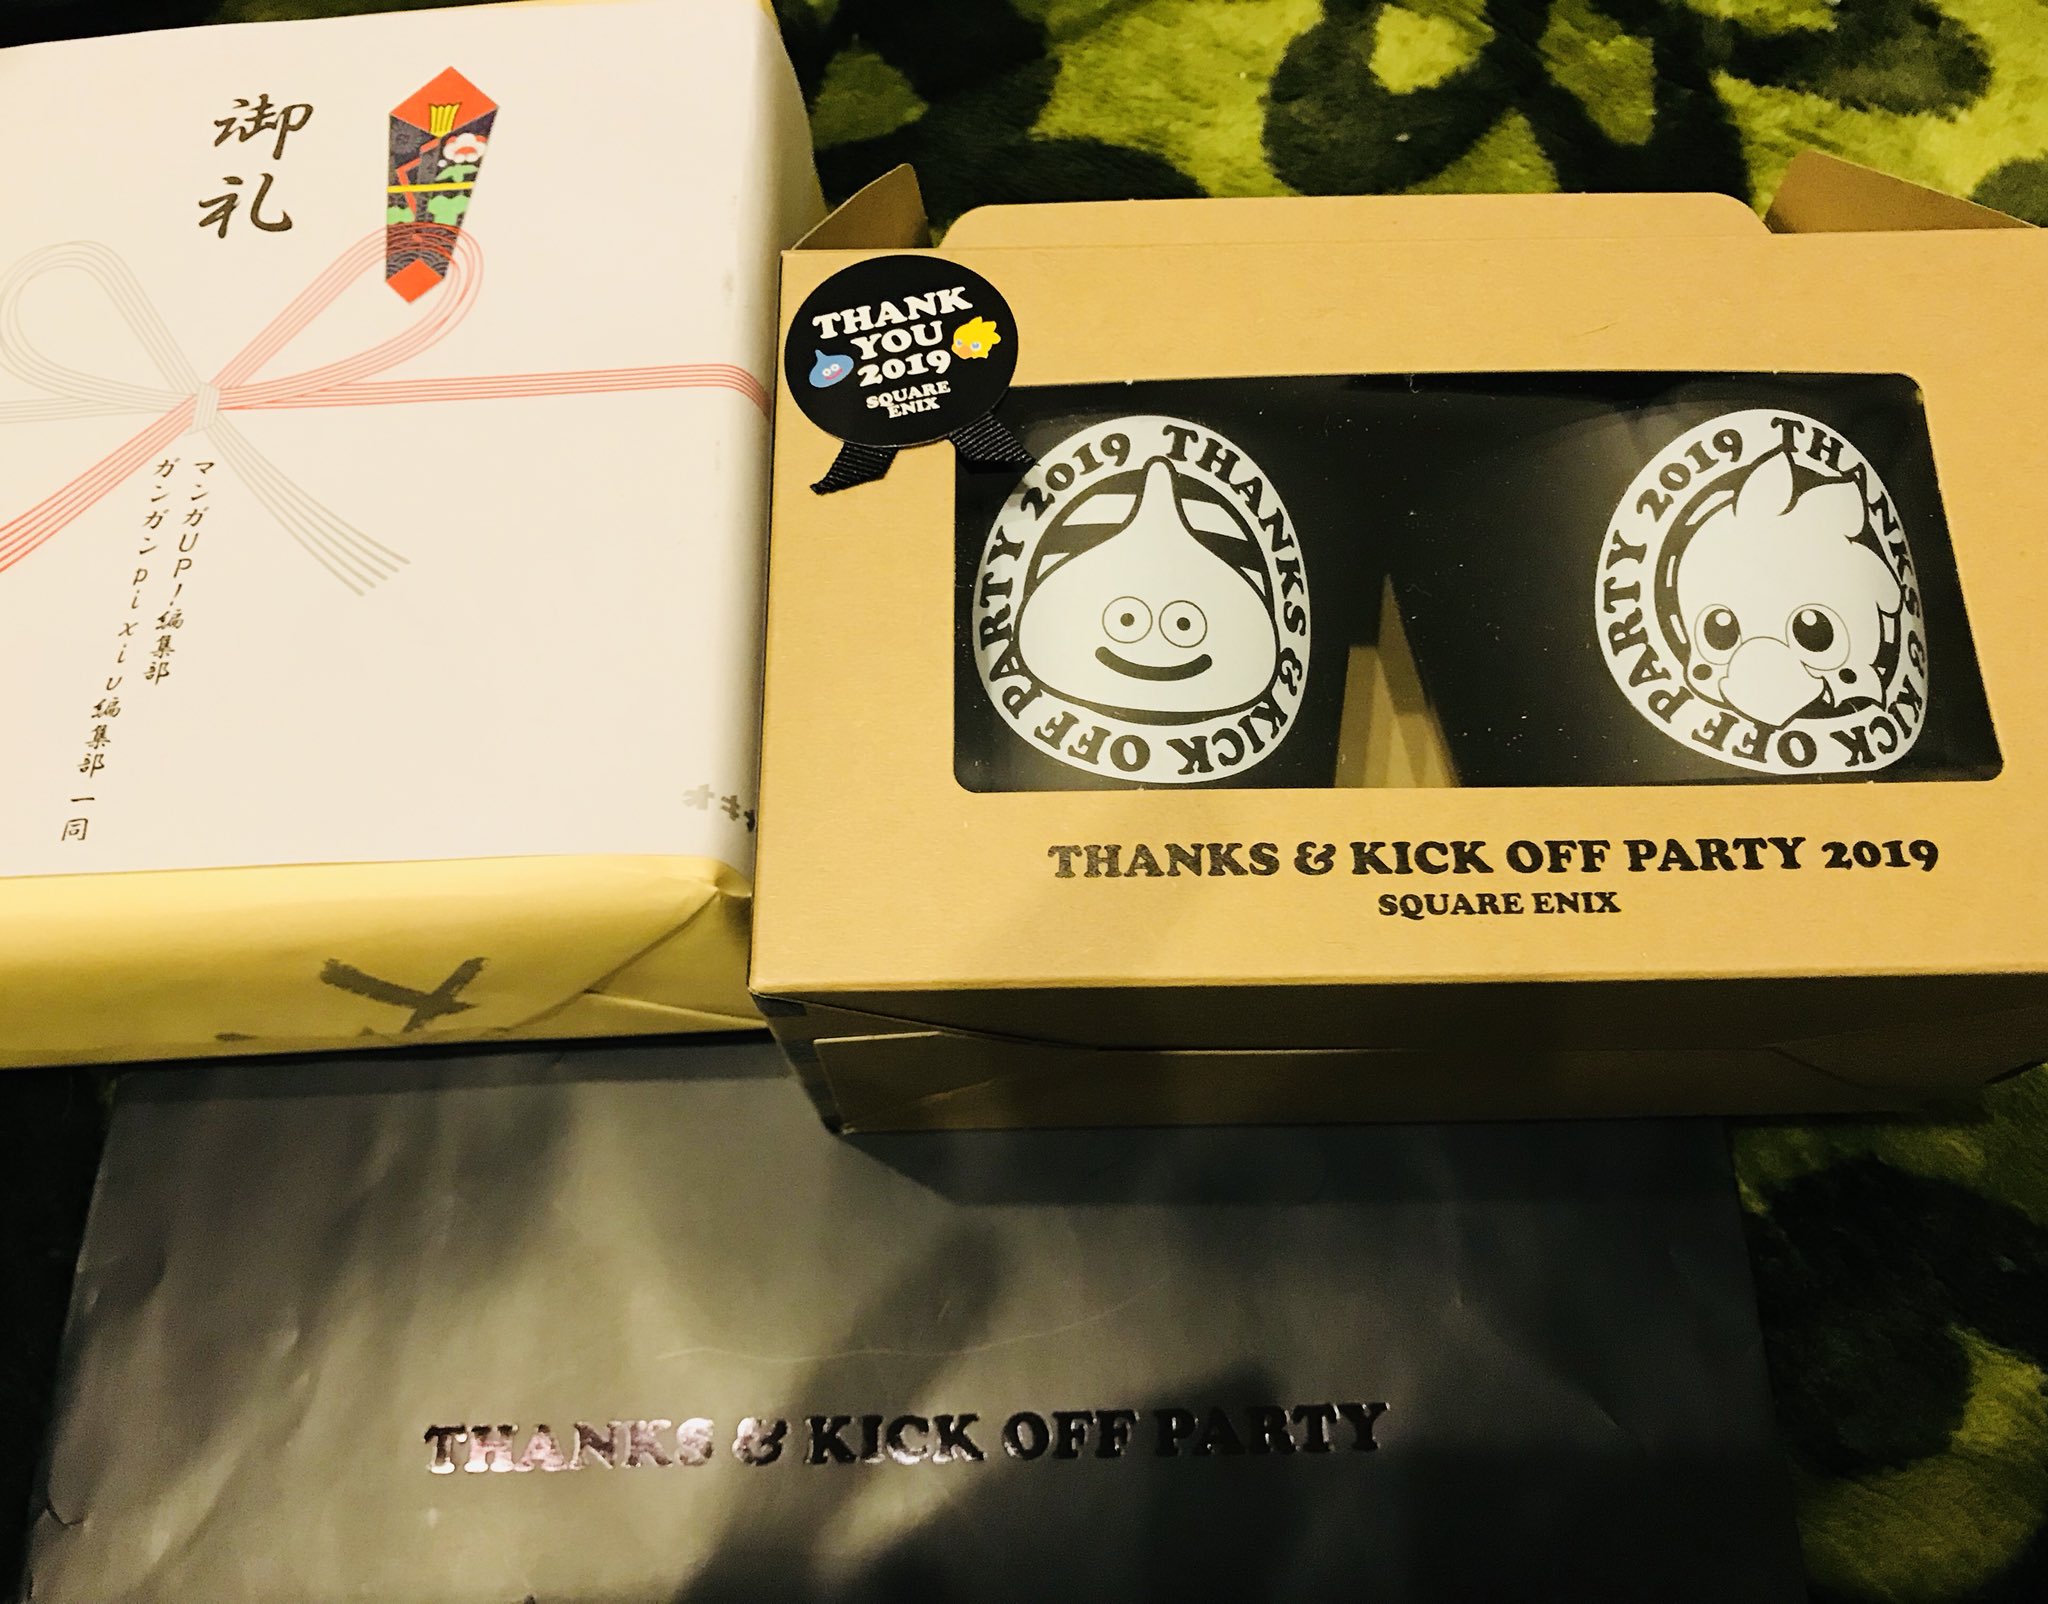 御礼
マンガUP!編集部
ガンガンpixiv編集部 一同
THANK
YOU
2019
SQUARE
ENIX
THANKS & KICK OFF PARTY 2019
THANKS & KICK OFF PARTY 2019
THANKS & KICK OFF PARTY 2019
SQUARE ENIX
THANKS & KICK OFF PARTY